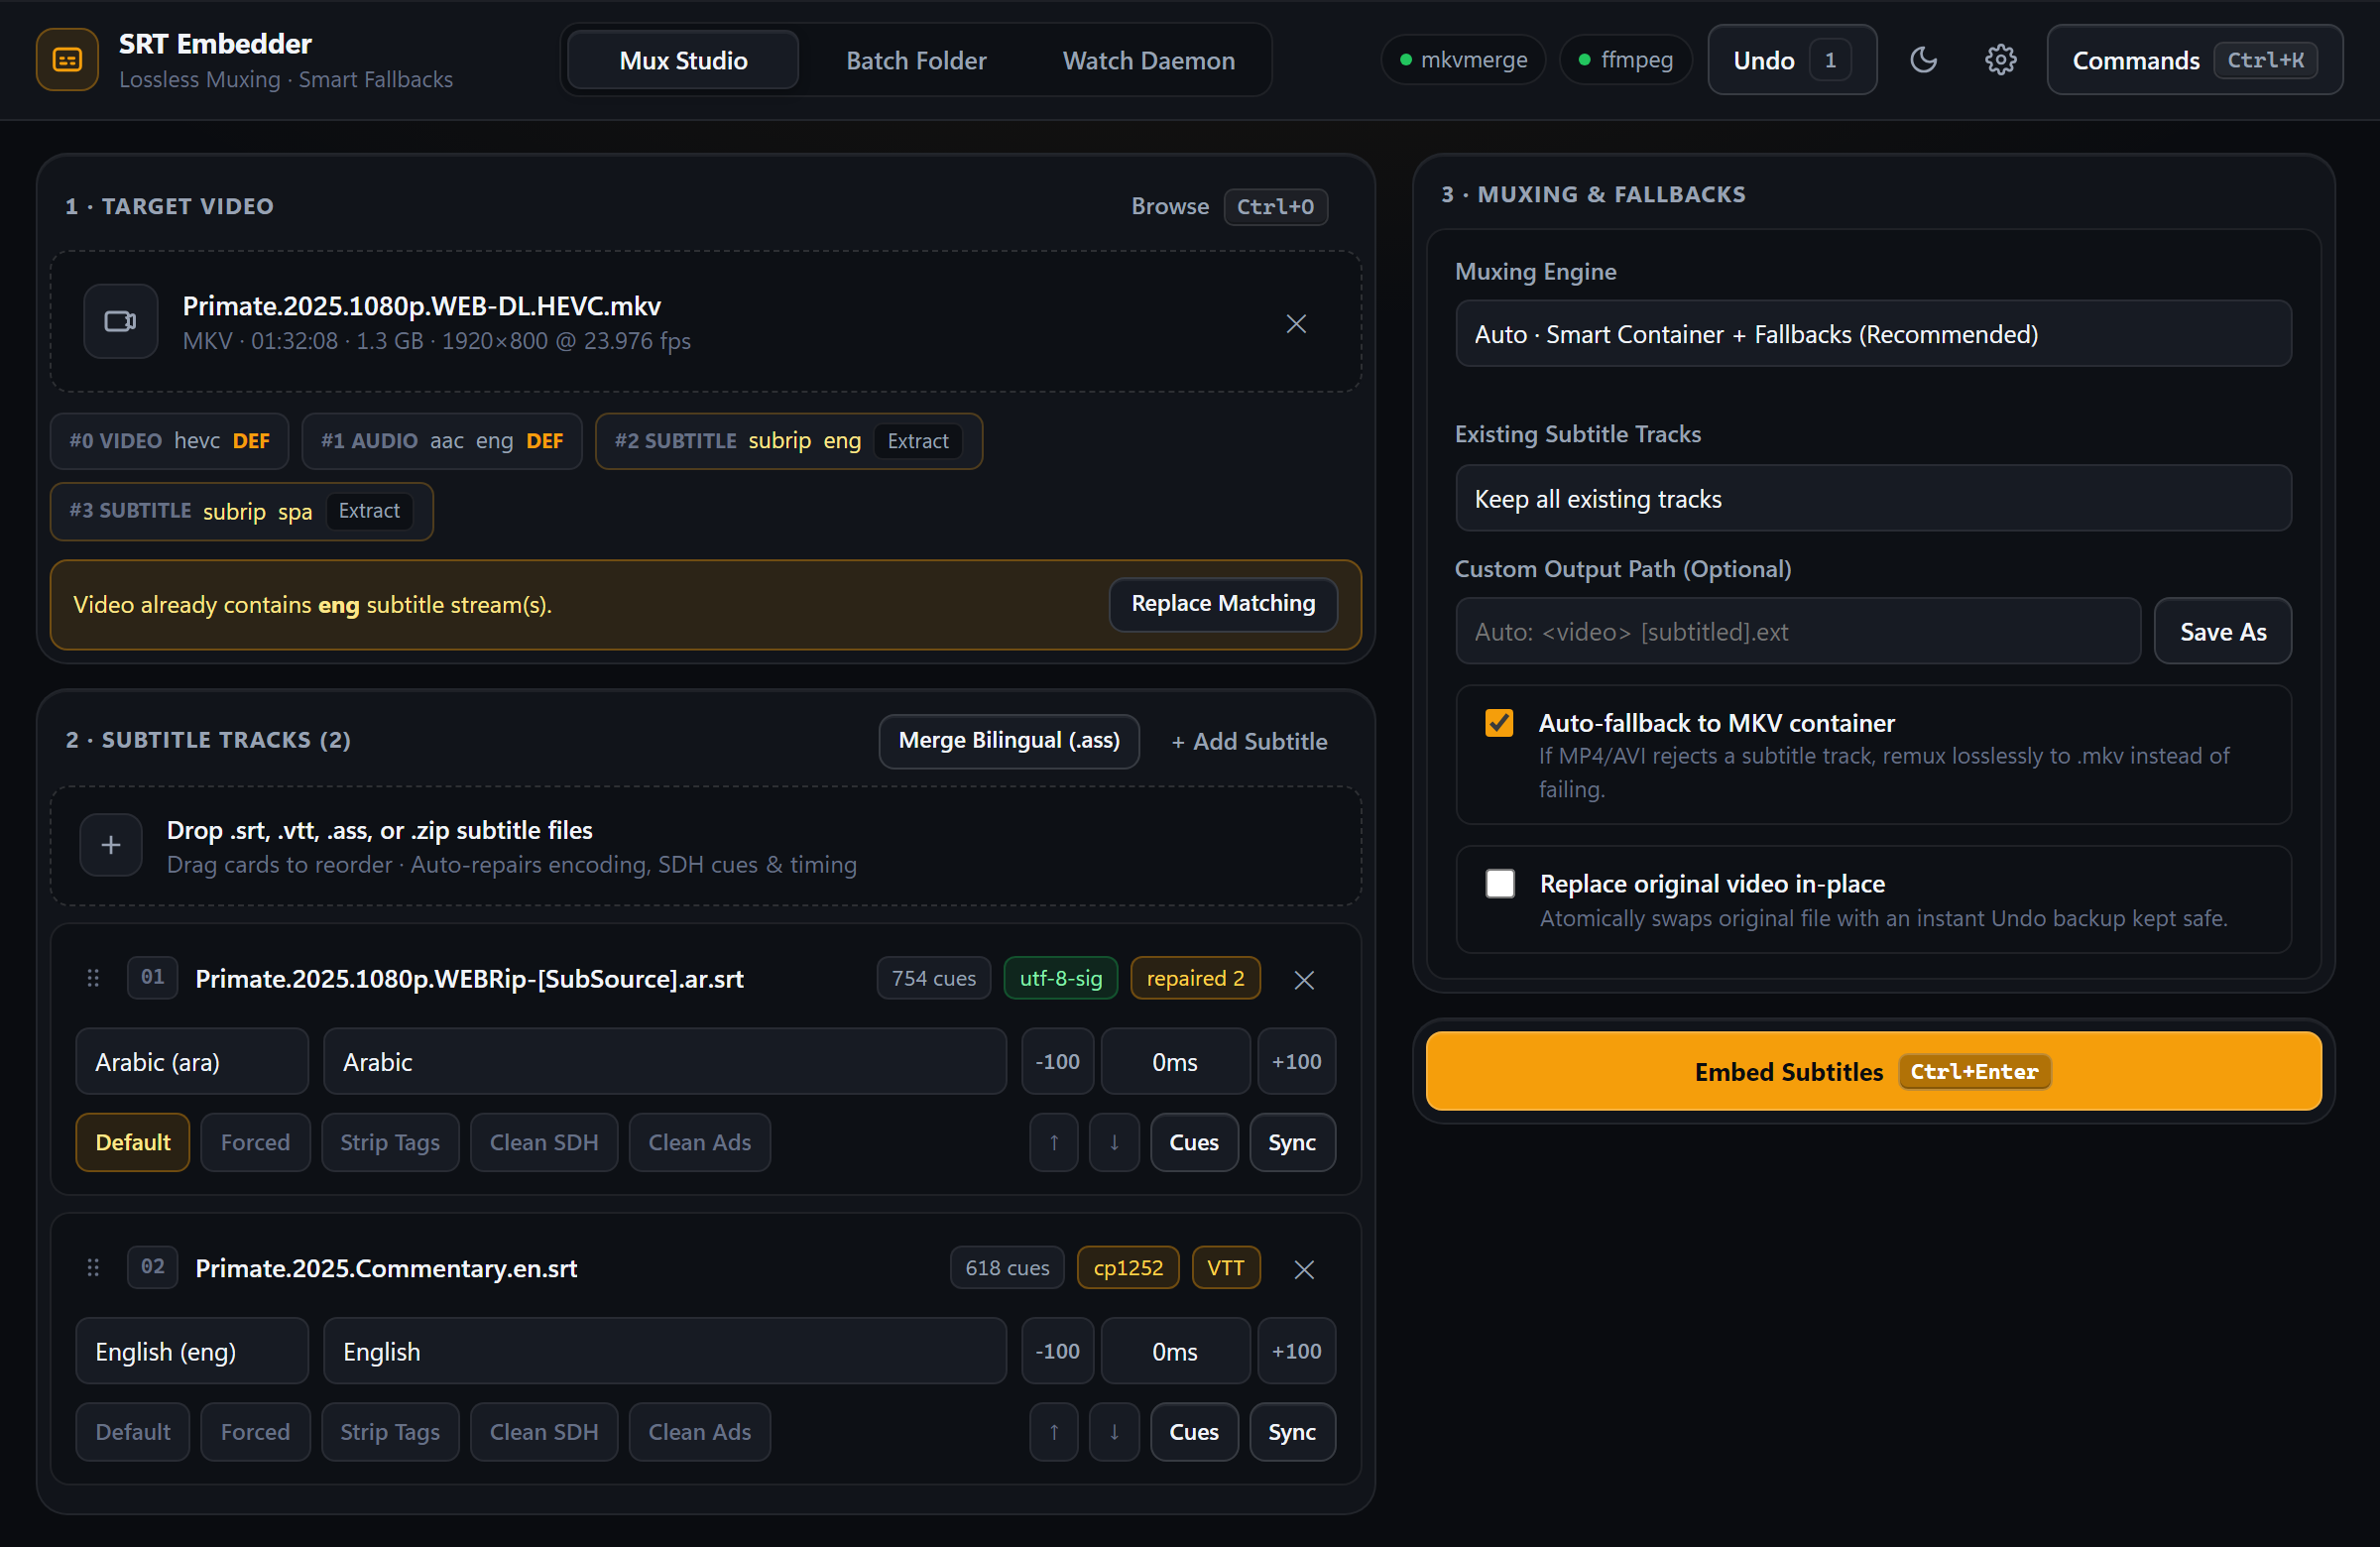 SRT Embedder
Lossless Muxing · Smart Fallbacks
Mux Studio
Batch Folder
Watch Daemon
mkvmerge
ffmpeg
Undo 1
Commands Ctrl+K
1 · TARGET VIDEO
Browse Ctrl+O
Primate.2025.1080p.WEB-DL.HEVC.mkv
MKV · 01:32:08 · 1.3 GB · 1920×800 @ 23.976 fps
#0 VIDEO hevc DEF
#1 AUDIO aac eng DEF
#2 SUBTITLE subrip eng Extract
#3 SUBTITLE subrip spa Extract
Video already contains eng subtitle stream(s).
Replace Matching
2 · SUBTITLE TRACKS (2)
Merge Bilingual (.ass)
+ Add Subtitle
Drop .srt, .vtt, .ass, or .zip subtitle files
Drag cards to reorder · Auto-repairs encoding, SDH cues & timing
01 Primate.2025.1080p.WEBRip-[SubSource].ar.srt 754 cues utf-8-sig repaired 2
Arabic (ara) Arabic -100 0ms +100
Default Forced Strip Tags Clean SDH Clean Ads ↑ ↓ Cues Sync
02 Primate.2025.Commentary.en.srt 618 cues cp1252 VTT
English (eng) English -100 0ms +100
Default Forced Strip Tags Clean SDH Clean Ads ↑ ↓ Cues Sync
3 · MUXING & FALLBACKS
Muxing Engine
Auto · Smart Container + Fallbacks (Recommended)
Existing Subtitle Tracks
Keep all existing tracks
Custom Output Path (Optional)
Auto: <video> [subtitled].ext
Save As
Auto-fallback to MKV container
If MP4/AVI rejects a subtitle track, remux losslessly to .mkv instead of
failing.
Replace original video in-place
Atomically swaps original file with an instant Undo backup kept safe.
Embed Subtitles Ctrl+Enter